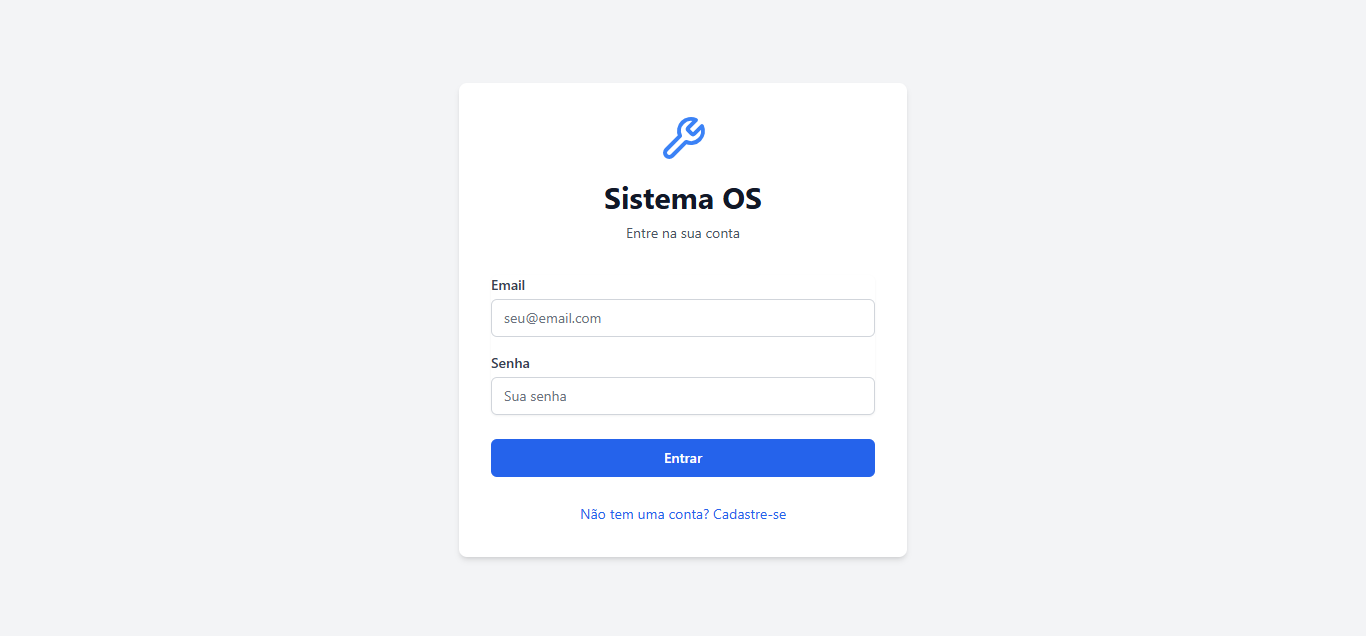 Sistema OS
Entre na sua conta
Email
seu@email.com
Senha
Sua senha
Entrar
Não tem uma conta? Cadastre-se